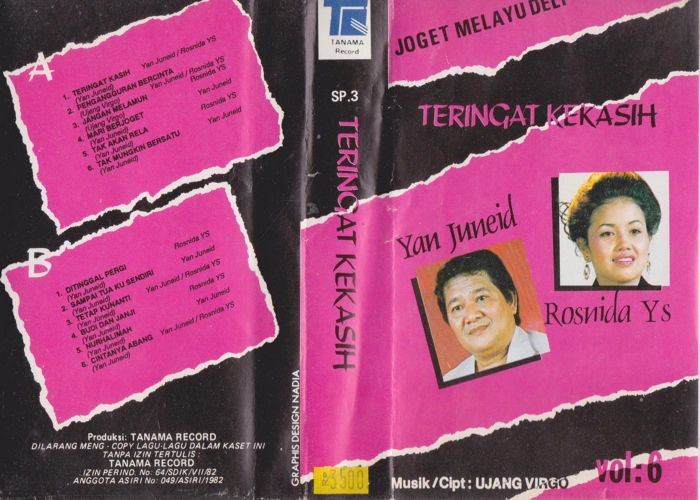 A
1. TERINGAT KASIH Yan Juneid / Rosnida YS
(Yan Juneid)
2. PENGANGGURAN BERCINTA Yan Juneid / Rosnida YS
(Ujang Virgo)
3. JANGAN MELAMUN Rosnida YS
(Ujang Virgo)
4. MARI BERJOGET Yan Juneid
(Yan Juneid)
5. TAK AKAN RELA Rosnida YS
(Yan Juneid)
6. TAK MUNGKIN BERSATU Yan Juneid
(Yan Juneid)
B
1. DITINGGAL PERGI Rosnida YS
(Yan Juneid)
2. SAMPAI TUA KU SENDIRI Yan Juneid
(Yan Juneid)
3. TETAP KUNANTI Yan Juneid / Rosnida YS
(Yan Juneid)
4. BUDI DAN JANJI Rosnida YS
(Yan Juneid)
5. NURHALIMAH Yan Juneid
(Yan Juneid)
6. CINTANYA ABANG Yan Juneid / Rosnida YS
(Yan Juneid)
Produksi: TANAMA RECORD
DILARANG MENG - COPY LAGU-LAGU DALAM KASET INI
TANPA IZIN TERTULIS :
TANAMA RECORD
IZIN PERIND. No: 64/SDIK/VII/82
ANGGOTA ASIRI No: 049/ASIRI/1982
GRAPHIS DESIGN NADIA
TR
TANAMA
Record
SP.3
TERINGAT KEKASIH
3500
JOGET MELAYU DELI
TERINGAT KEKASIH
Yan Juneid
Rosnida Ys
Musik/Cipt : UJANG VIRGO
vol:6